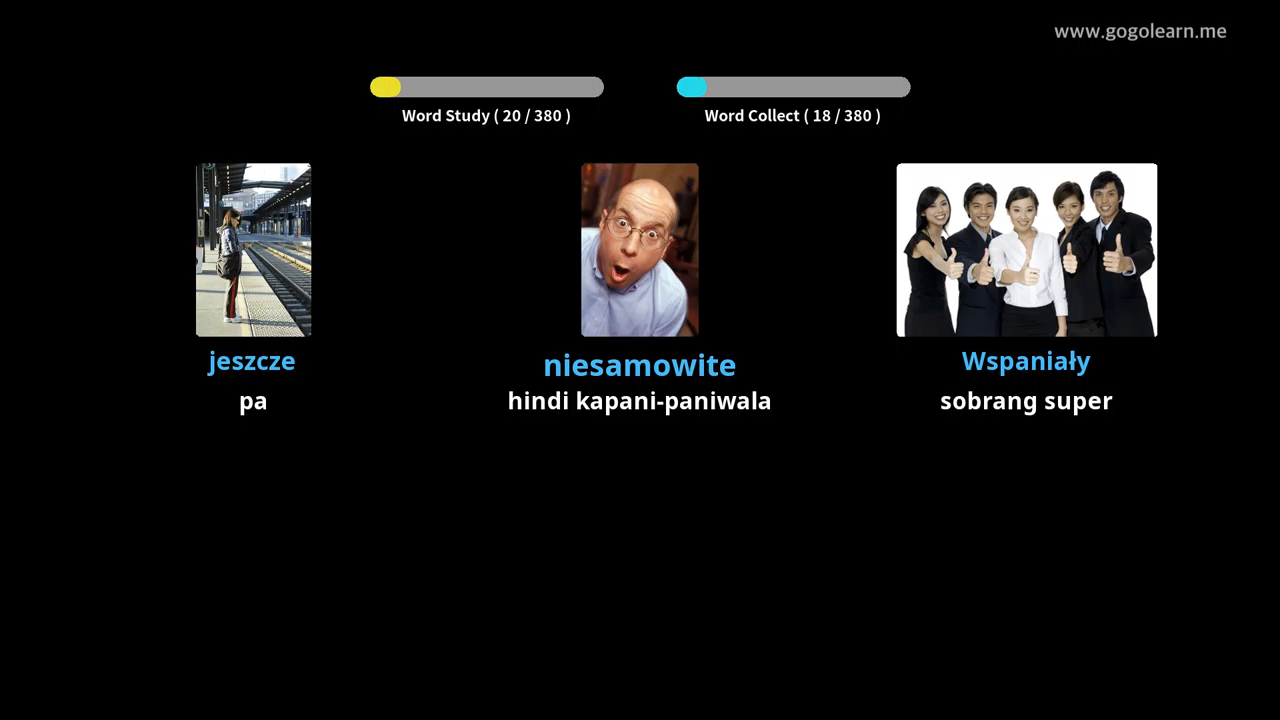 www.gogolearn.me
Word Study ( 20 / 380 )
Word Collect ( 18 / 380 )
jeszcze
pa
niesamowite
hindi kapani-paniwala
Wspaniały
sobrang super